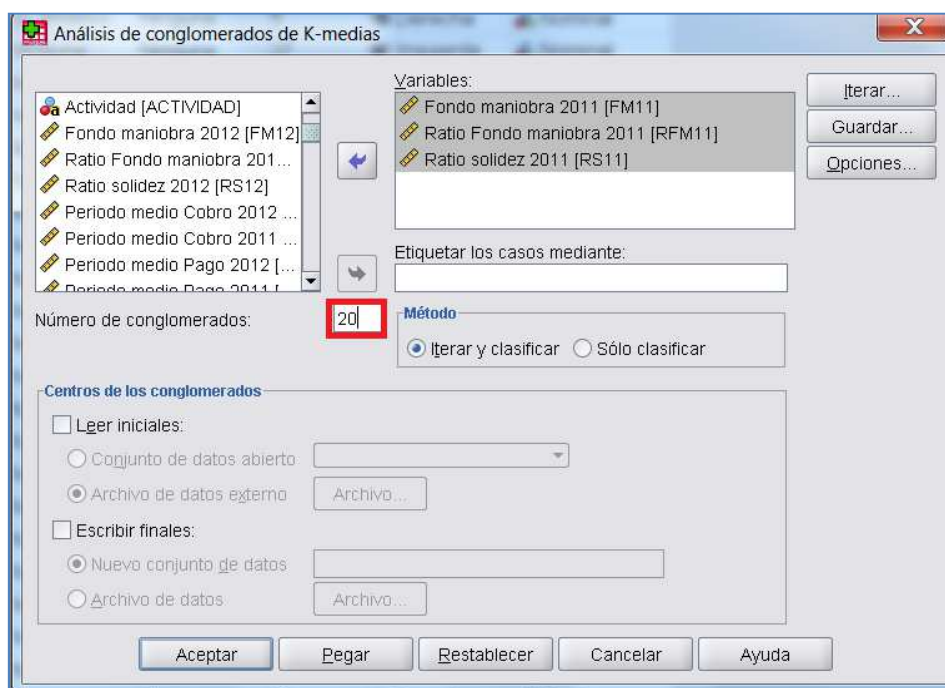 Análisis de conglomerados de K-medias
X
Actividad [ACTIVIDAD]
Fondo maniobra 2012 [FM12]
Ratio Fondo maniobra 201...
Ratio solidez 2012 [RS12]
Periodo medio Cobro 2012 ...
Periodo medio Cobro 2011 ...
Periodo medio Pago 2012 [...
Periodo medio Pago 2011 [
Variables:
Fondo maniobra 2011 [FM11]
Ratio Fondo maniobra 2011 [RFM11]
Ratio solidez 2011 [RS11]
Iterar...
Guardar...
Opciones...
Etiquetar los casos mediante:
Número de conglomerados:
20
Método
Iterar y clasificar
Sólo clasificar
Centros de los conglomerados
Leer iniciales:
Conjunto de datos abierto
Archivo de datos externo
Archivo...
Escribir finales:
Nuevo conjunto de datos
Archivo de datos
Archivo...
Aceptar
Pegar
Restablecer
Cancelar
Ayuda